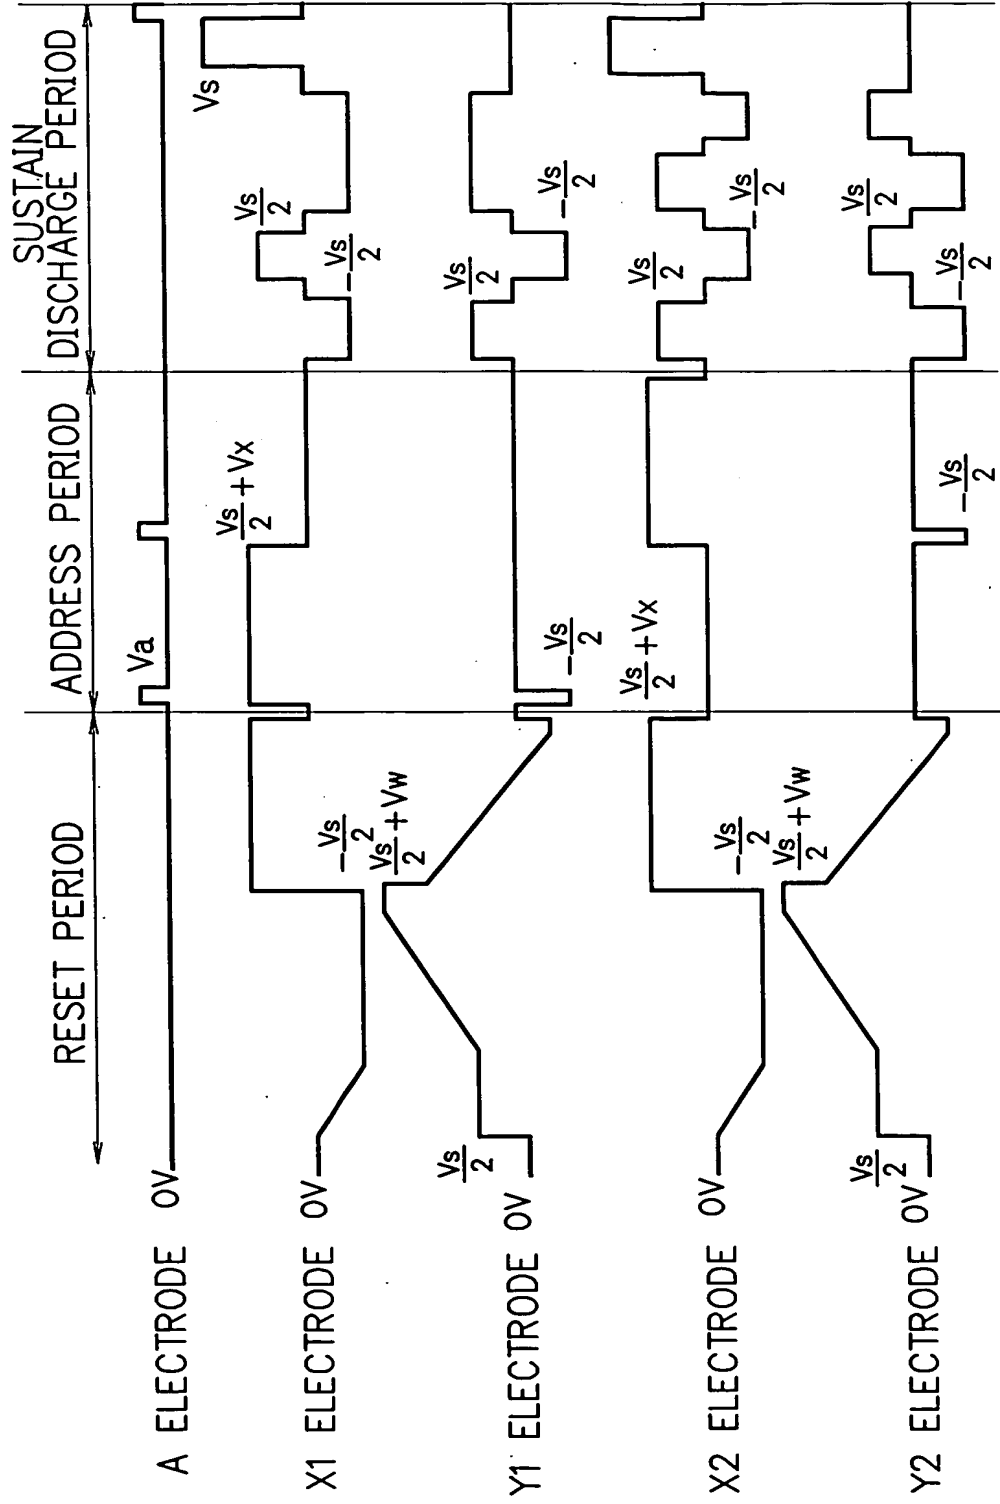 RESET PERIOD
ADDRESS PERIOD
SUSTAIN
DISCHARGE PERIOD
A ELECTRODE 0V
Va
X1 ELECTRODE 0V
-Vs/2
Vs/2+Vx
-Vs/2
Vs/2
Vs
Y1 ELECTRODE 0V
Vs/2
Vs/2+Vw
-Vs/2
Vs/2
-Vs/2
X2 ELECTRODE 0V
-Vs/2
Vs/2+Vx
Vs/2
-Vs/2
Y2 ELECTRODE 0V
Vs/2
Vs/2+Vw
-Vs/2
-Vs/2
Vs/2